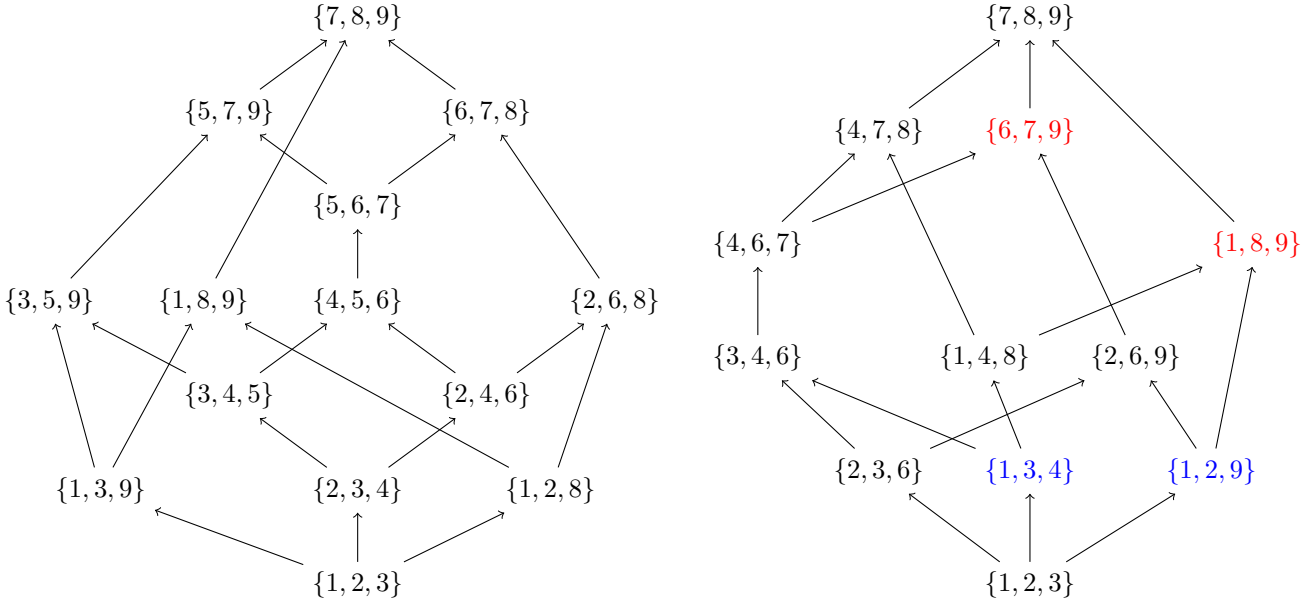 {7, 8, 9}
{5, 7, 9} {6, 7, 8}
{5, 6, 7}
{3, 5, 9} {1, 8, 9} {4, 5, 6} {2, 6, 8}
{3, 4, 5} {2, 4, 6}
{1, 3, 9} {2, 3, 4} {1, 2, 8}
{1, 2, 3}
{7, 8, 9}
{4, 7, 8} {6, 7, 9}
{4, 6, 7} {1, 8, 9}
{3, 4, 6} {1, 4, 8} {2, 6, 9}
{2, 3, 6} {1, 3, 4} {1, 2, 9}
{1, 2, 3}